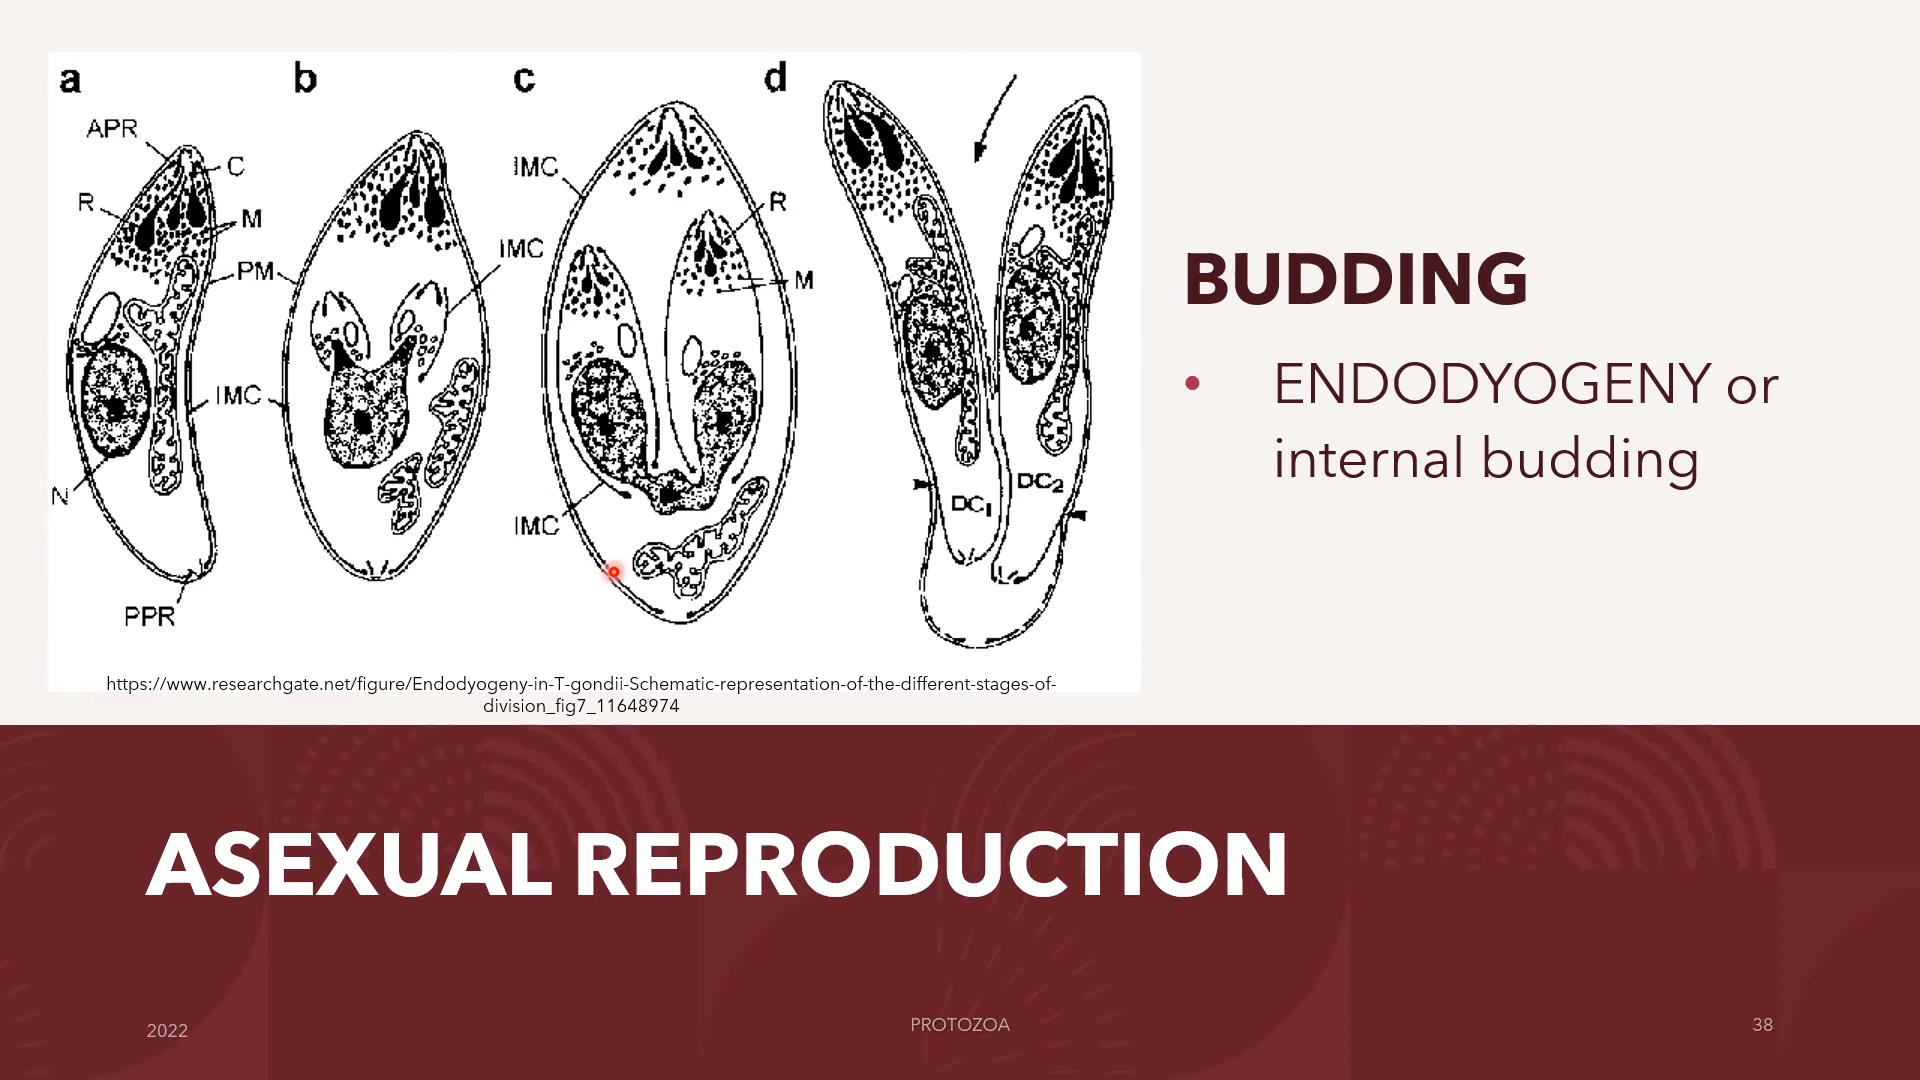 a b c d
APR
C
R
M
PM
IMC
N
PPR
IMC
IMC
R
M
IMC
DC1
DC2
https://www.researchgate.net/figure/Endodyogeny-in-T-gondii-Schematic-representation-of-the-different-stages-of-
division_fig7_11648974
BUDDING
• ENDODYOGENY or
internal budding
ASEXUAL REPRODUCTION
2022
PROTOZOA
38